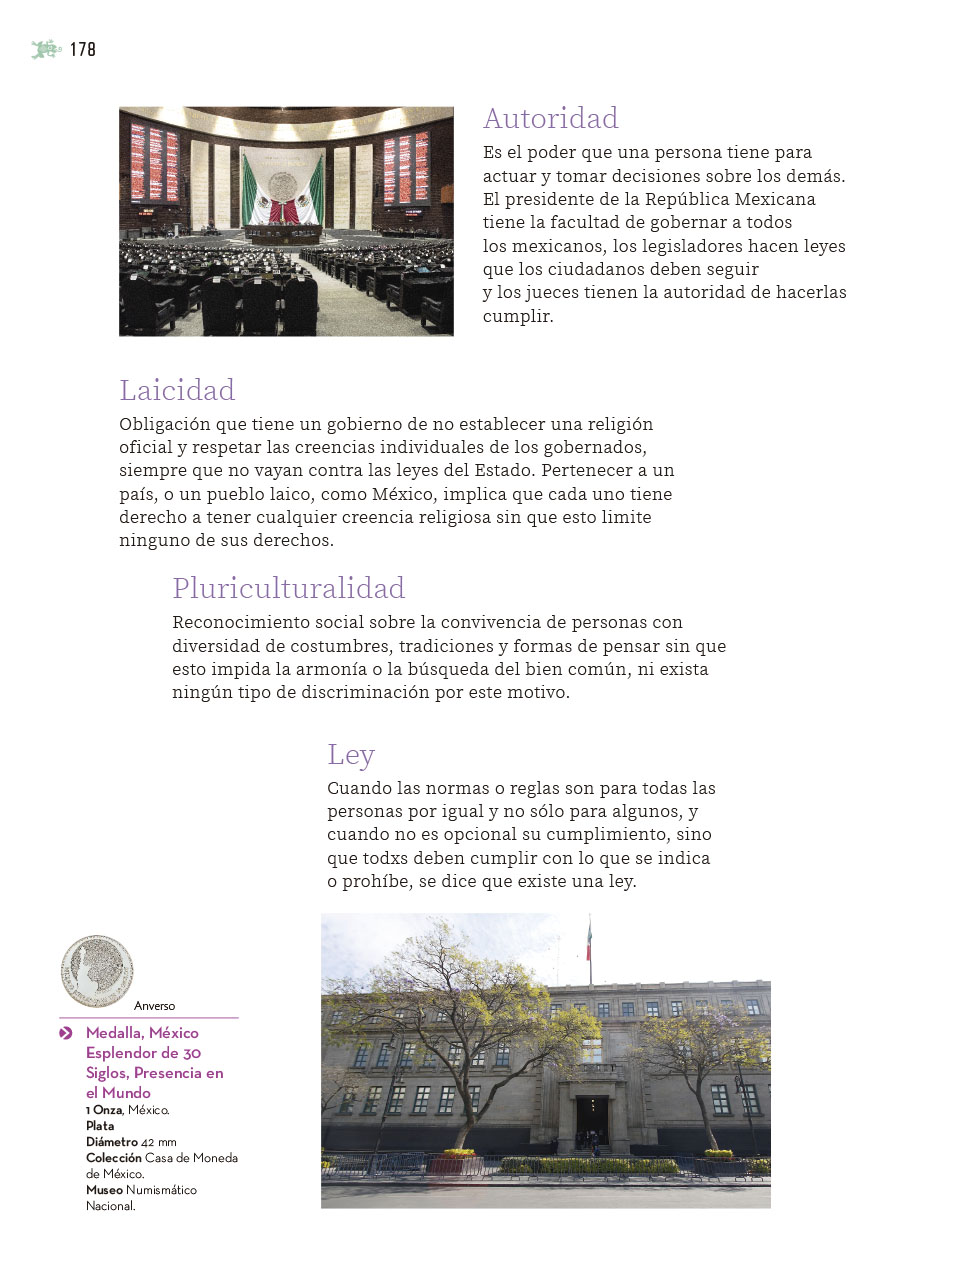 178
Autoridad
Es el poder que una persona tiene para
actuar y tomar decisiones sobre los demás.
El presidente de la República Mexicana
tiene la facultad de gobernar a todos
los mexicanos, los legisladores hacen leyes
que los ciudadanos deben seguir
y los jueces tienen la autoridad de hacerlas
cumplir.
Laicidad
Obligación que tiene un gobierno de no establecer una religión
oficial y respetar las creencias individuales de los gobernados,
siempre que no vayan contra las leyes del Estado. Pertenecer a un
país, o un pueblo laico, como México, implica que cada uno tiene
derecho a tener cualquier creencia religiosa sin que esto limite
ninguno de sus derechos.
Pluriculturalidad
Reconocimiento social sobre la convivencia de personas con
diversidad de costumbres, tradiciones y formas de pensar sin que
esto impida la armonía o la búsqueda del bien común, ni exista
ningún tipo de discriminación por este motivo.
Ley
Cuando las normas o reglas son para todas las
personas por igual y no sólo para algunos, y
cuando no es opcional su cumplimiento, sino
que todxs deben cumplir con lo que se indica
o prohíbe, se dice que existe una ley.
Anverso
Medalla, México
Esplendor de 30
Siglos, Presencia en
el Mundo
1 Onza, México.
Plata
Diámetro 42 mm
Colección Casa de Moneda
de México.
Museo Numismático
Nacional.